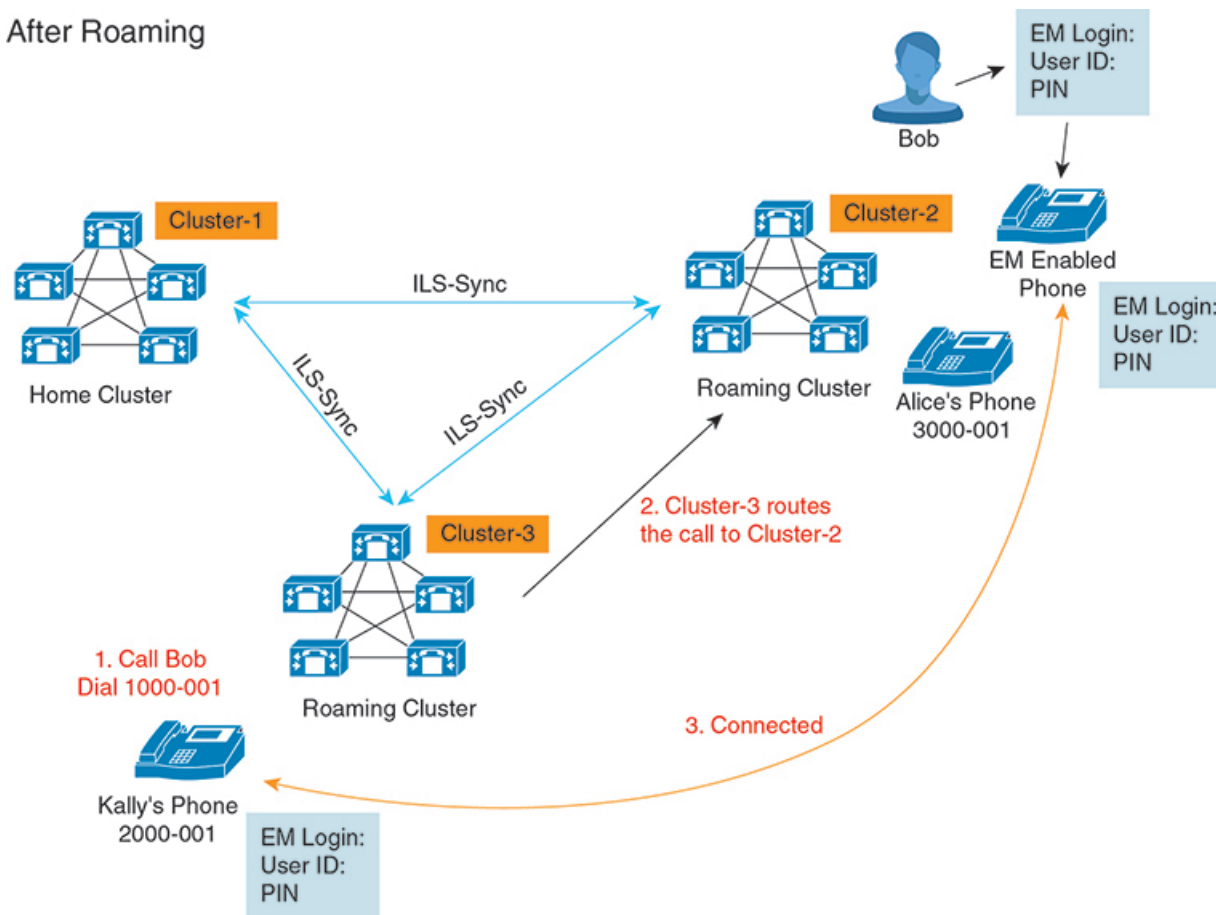 After Roaming
EM Login:
User ID:
PIN
Bob
Cluster-1
Cluster-2
ILS-Sync
EM Enabled
Phone
EM Login:
User ID:
PIN
Home Cluster
Roaming Cluster
Alice's Phone
3000-001
ILS-Sync
ILS-Sync
Cluster-3
2. Cluster-3 routes
the call to Cluster-2
1. Call Bob
Dial 1000-001
Roaming Cluster
3. Connected
Kally's Phone
2000-001
EM Login:
User ID:
PIN